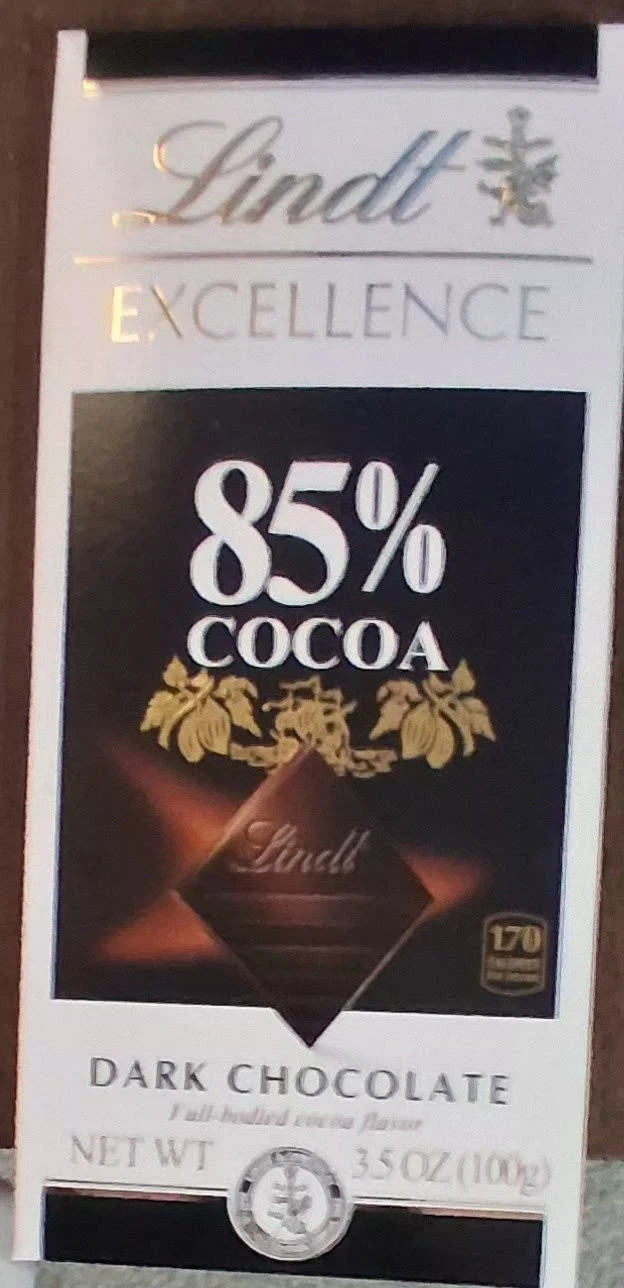 Lindt
EXCELLENCE
85%
COCOA
Lindt
170
DARK CHOCOLATE
Full-bodied cocoa flavor
NET WT 3.5 OZ (100g)